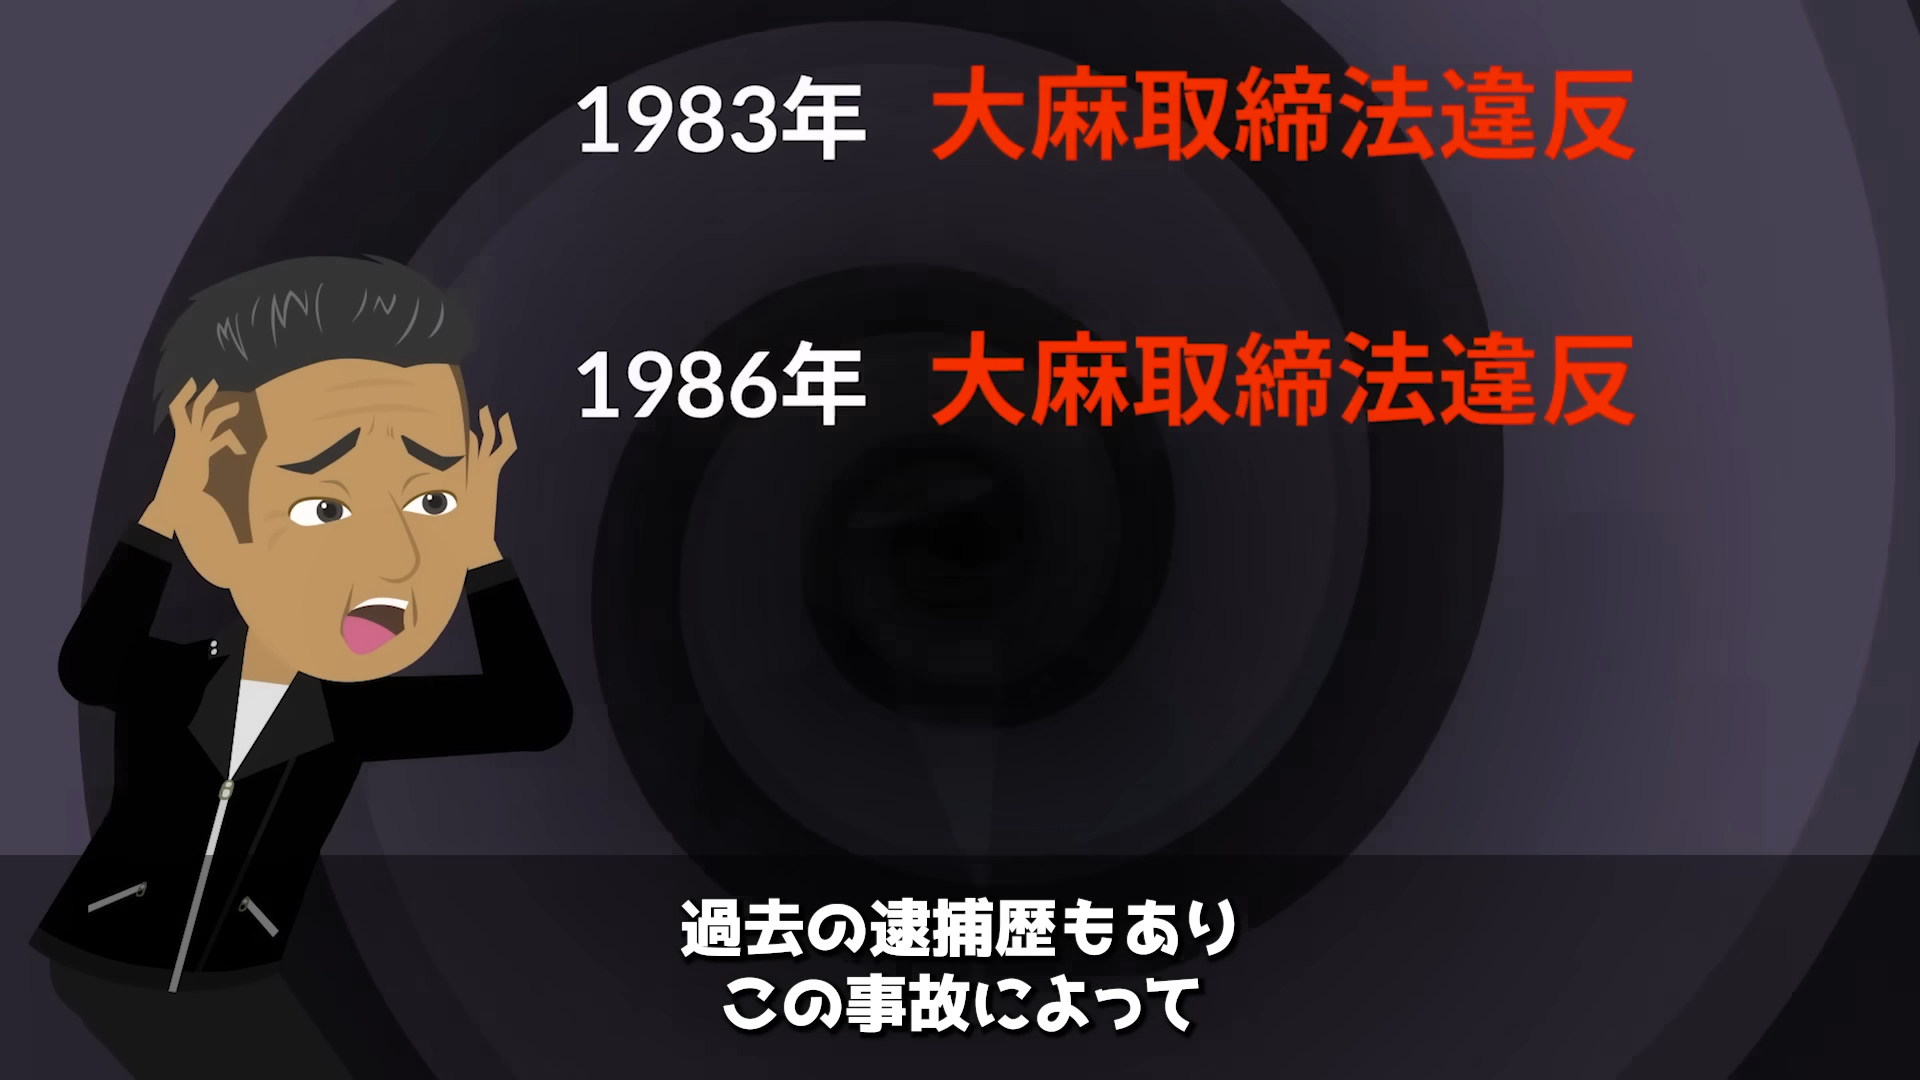 1983年 大麻取締法違反
1986年 大麻取締法違反
過去の逮捕歴もあり
この事故によって